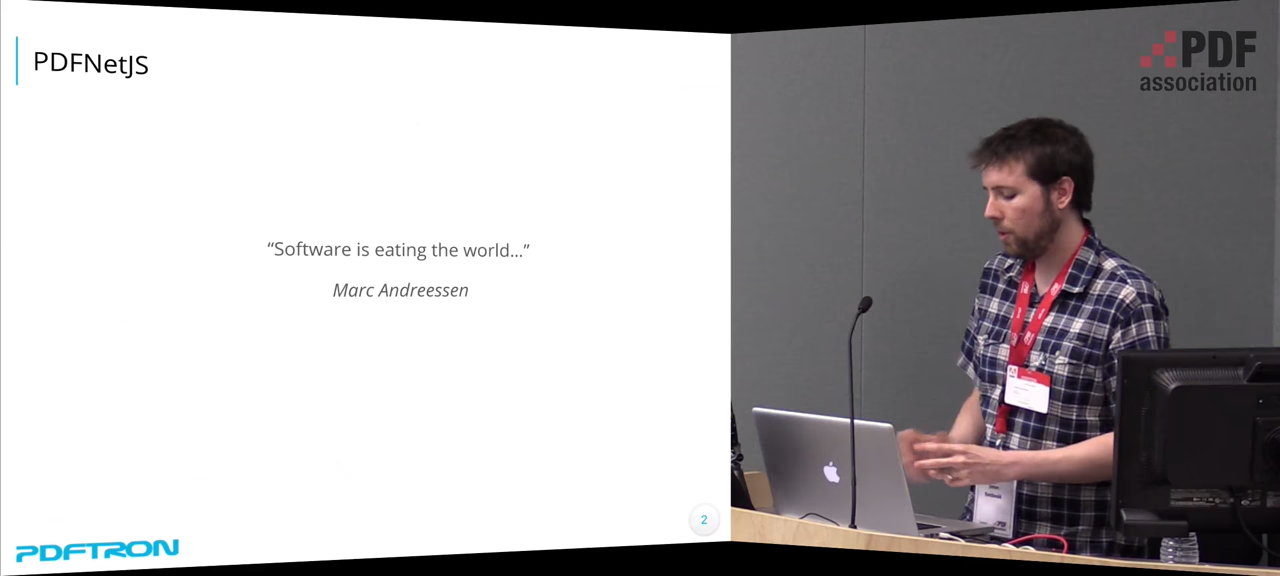 PDFNetJS
“Software is eating the world...”
Marc Andreessen
2
PDFTRON
PDF
association